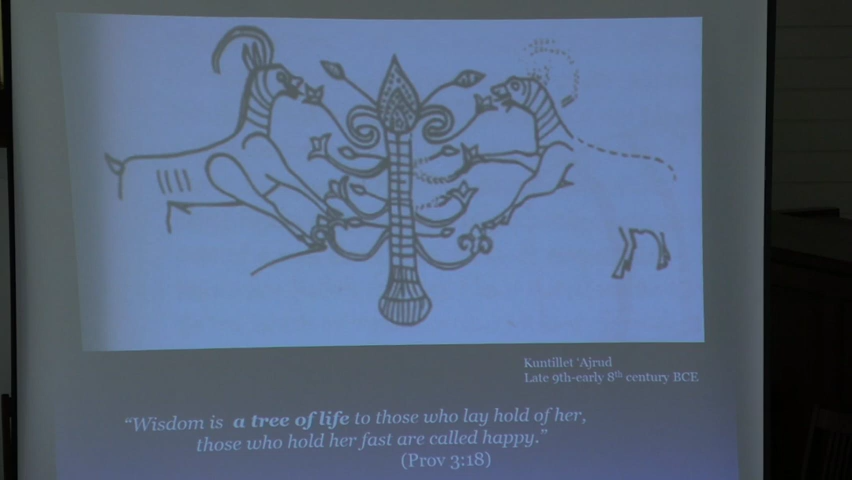 Kuntillet ‘Ajrud
Late 9th-early 8th century BCE
“Wisdom is a tree of life to those who lay hold of her,
those who hold her fast are called happy.”
(Prov 3:18)